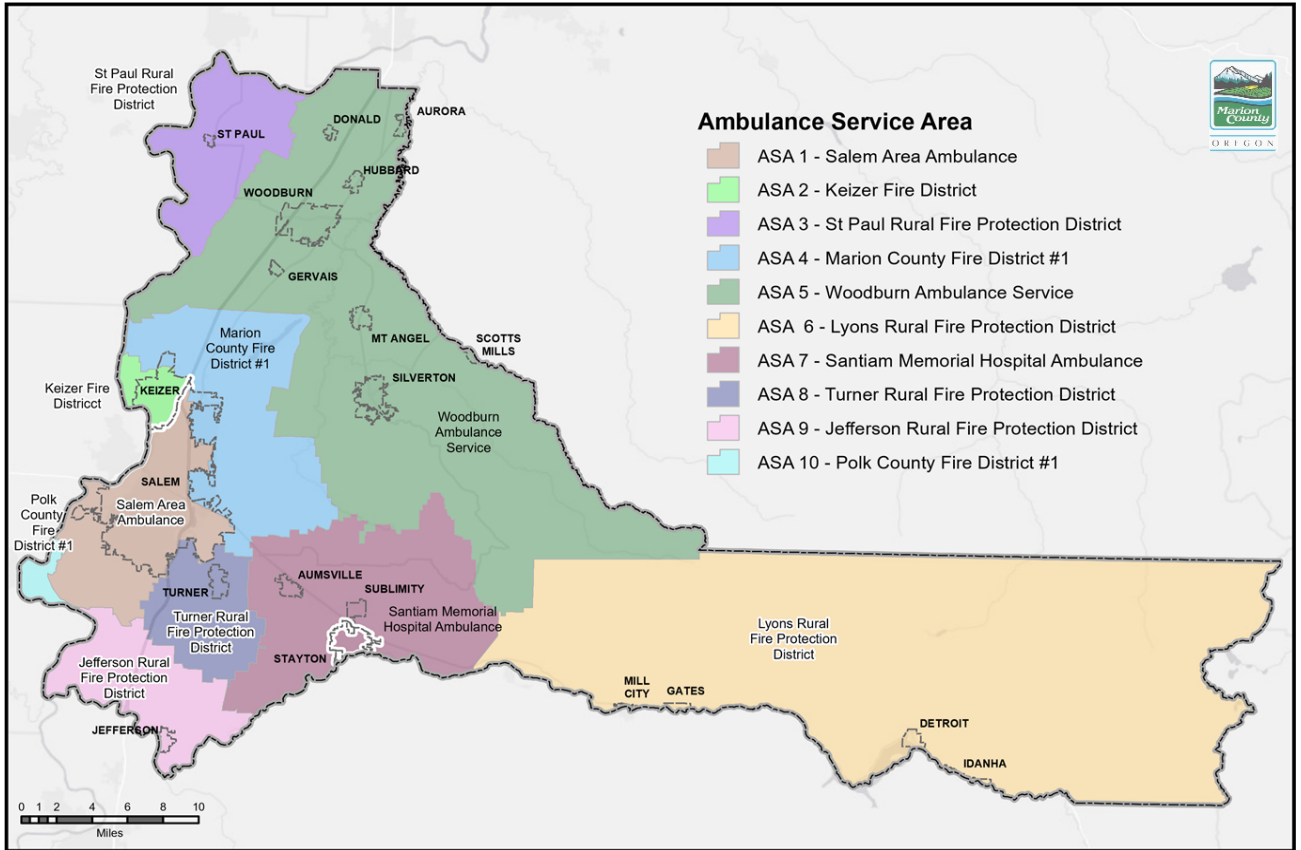 St Paul Rural
Fire Protection
District
ST PAUL
DONALD
AURORA
HUBBARD
WOODBURN
GERVAIS
MT ANGEL
SCOTTS
MILLS
SILVERTON
Woodburn
Ambulance
Service
Marion
County Fire
District #1
Keizer Fire
Districct
KEIZER
SALEM
Salem Area
Ambulance
Polk
County
Fire
District #1
TURNER
Turner Rural
Fire Protection
District
AUMSVILLE
SUBLIMITY
Santiam Memorial
Hospital Ambulance
STAYTON
Jefferson Rural
Fire Protection
District
JEFFERSON
Lyons Rural
Fire Protection
District
MILL
CITY
GATES
DETROIT
IDANHA
Ambulance Service Area
ASA 1 - Salem Area Ambulance
ASA 2 - Keizer Fire District
ASA 3 - St Paul Rural Fire Protection District
ASA 4 - Marion County Fire District #1
ASA 5 - Woodburn Ambulance Service
ASA 6 - Lyons Rural Fire Protection District
ASA 7 - Santiam Memorial Hospital Ambulance
ASA 8 - Turner Rural Fire Protection District
ASA 9 - Jefferson Rural Fire Protection District
ASA 10 - Polk County Fire District #1
Marion
County
OREGON
0 1 2 4 6 8 10
Miles